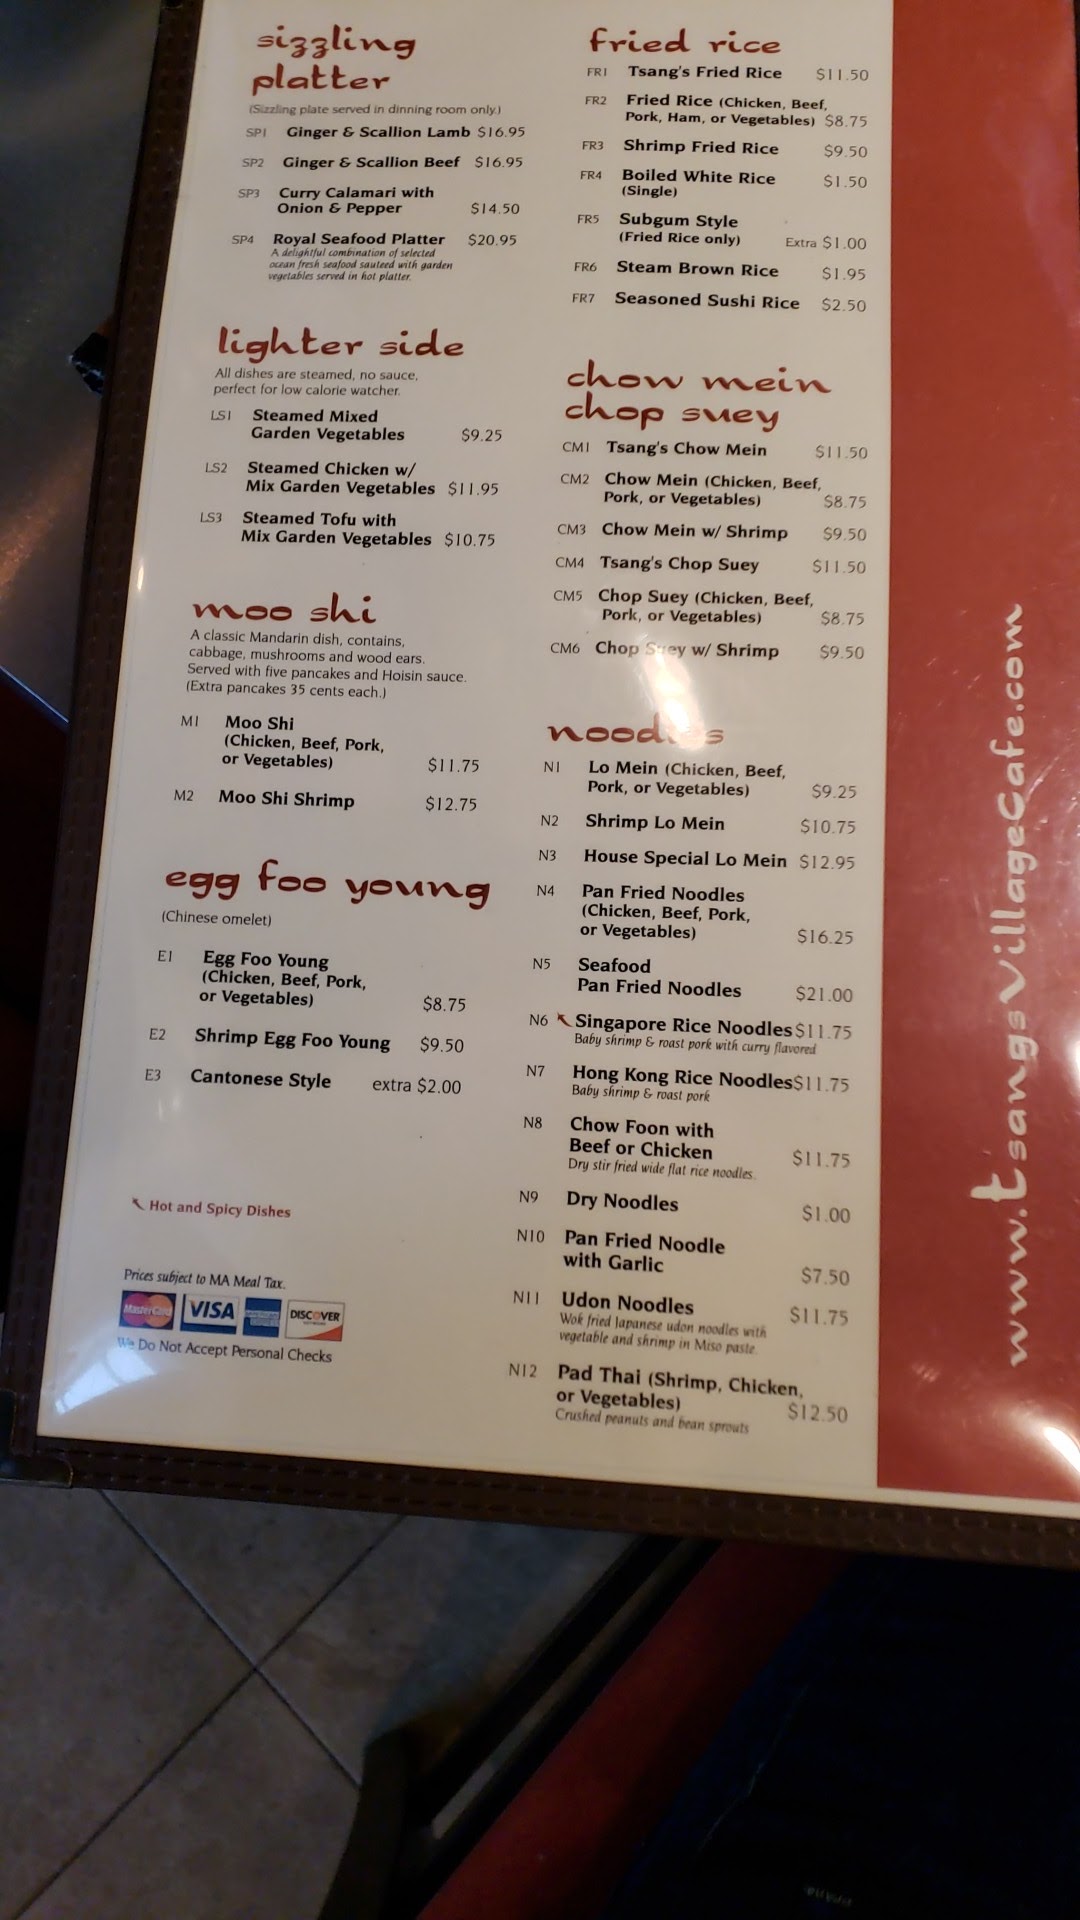 sizzling
platter
(Sizzling plate served in dinning room only.)
SP1 Ginger & Scallion Lamb $16.95
SP2 Ginger & Scallion Beef $16.95
SP3 Curry Calamari with
Onion & Pepper $14.50
SP4 Royal Seafood Platter $20.95
A delightful combination of selected
ocean fresh seafood sauteed with garden
vegetables served in hot platter.
lighter side
All dishes are steamed, no sauce,
perfect for low calorie watcher.
LS1 Steamed Mixed
Garden Vegetables $9.25
LS2 Steamed Chicken w/
Mix Garden Vegetables $11.95
LS3 Steamed Tofu with
Mix Garden Vegetables $10.75
moo shi
A classic Mandarin dish, contains,
cabbage, mushrooms and wood ears.
Served with five pancakes and Hoisin sauce.
(Extra pancakes 35 cents each.)
M1 Moo Shi
(Chicken, Beef, Pork,
or Vegetables) $11.75
M2 Moo Shi Shrimp $12.75
egg foo young
(Chinese omelet)
E1 Egg Foo Young
(Chicken, Beef, Pork,
or Vegetables) $8.75
E2 Shrimp Egg Foo Young $9.50
E3 Cantonese Style extra $2.00
Hot and Spicy Dishes
Prices subject to MA Meal Tax.
MasterCard VISA AMERICAN EXPRESS DISCOVER
We Do Not Accept Personal Checks
fried rice
FR1 Tsang's Fried Rice $11.50
FR2 Fried Rice (Chicken, Beef,
Pork, Ham, or Vegetables) $8.75
FR3 Shrimp Fried Rice $9.50
FR4 Boiled White Rice $1.50
(Single)
FR5 Subgum Style
(Fried Rice only) Extra $1.00
FR6 Steam Brown Rice $1.95
FR7 Seasoned Sushi Rice $2.50
chow mein
chop suey
CM1 Tsang's Chow Mein $11.50
CM2 Chow Mein (Chicken, Beef,
Pork, or Vegetables) $8.75
CM3 Chow Mein w/ Shrimp $9.50
CM4 Tsang's Chop Suey $11.50
CM5 Chop Suey (Chicken, Beef,
Pork, or Vegetables) $8.75
CM6 Chop Suey w/ Shrimp $9.50
noodles
N1 Lo Mein (Chicken, Beef,
Pork, or Vegetables) $9.25
N2 Shrimp Lo Mein $10.75
N3 House Special Lo Mein $12.95
N4 Pan Fried Noodles
(Chicken, Beef, Pork,
or Vegetables) $16.25
N5 Seafood
Pan Fried Noodles $21.00
N6 Singapore Rice Noodles $11.75
Baby shrimp & roast pork with curry flavored
N7 Hong Kong Rice Noodles $11.75
Baby shrimp & roast pork
N8 Chow Foon with
Beef or Chicken $11.75
Dry stir fried wide flat rice noodles.
N9 Dry Noodles $1.00
N10 Pan Fried Noodle
with Garlic $7.50
N11 Udon Noodles $11.75
Wok fried Japanese udon noodles with
vegetable and shrimp in Miso paste.
N12 Pad Thai (Shrimp, Chicken,
or Vegetables) $12.50
Crushed peanuts and bean sprouts
www.tsangsVillageCafe.com